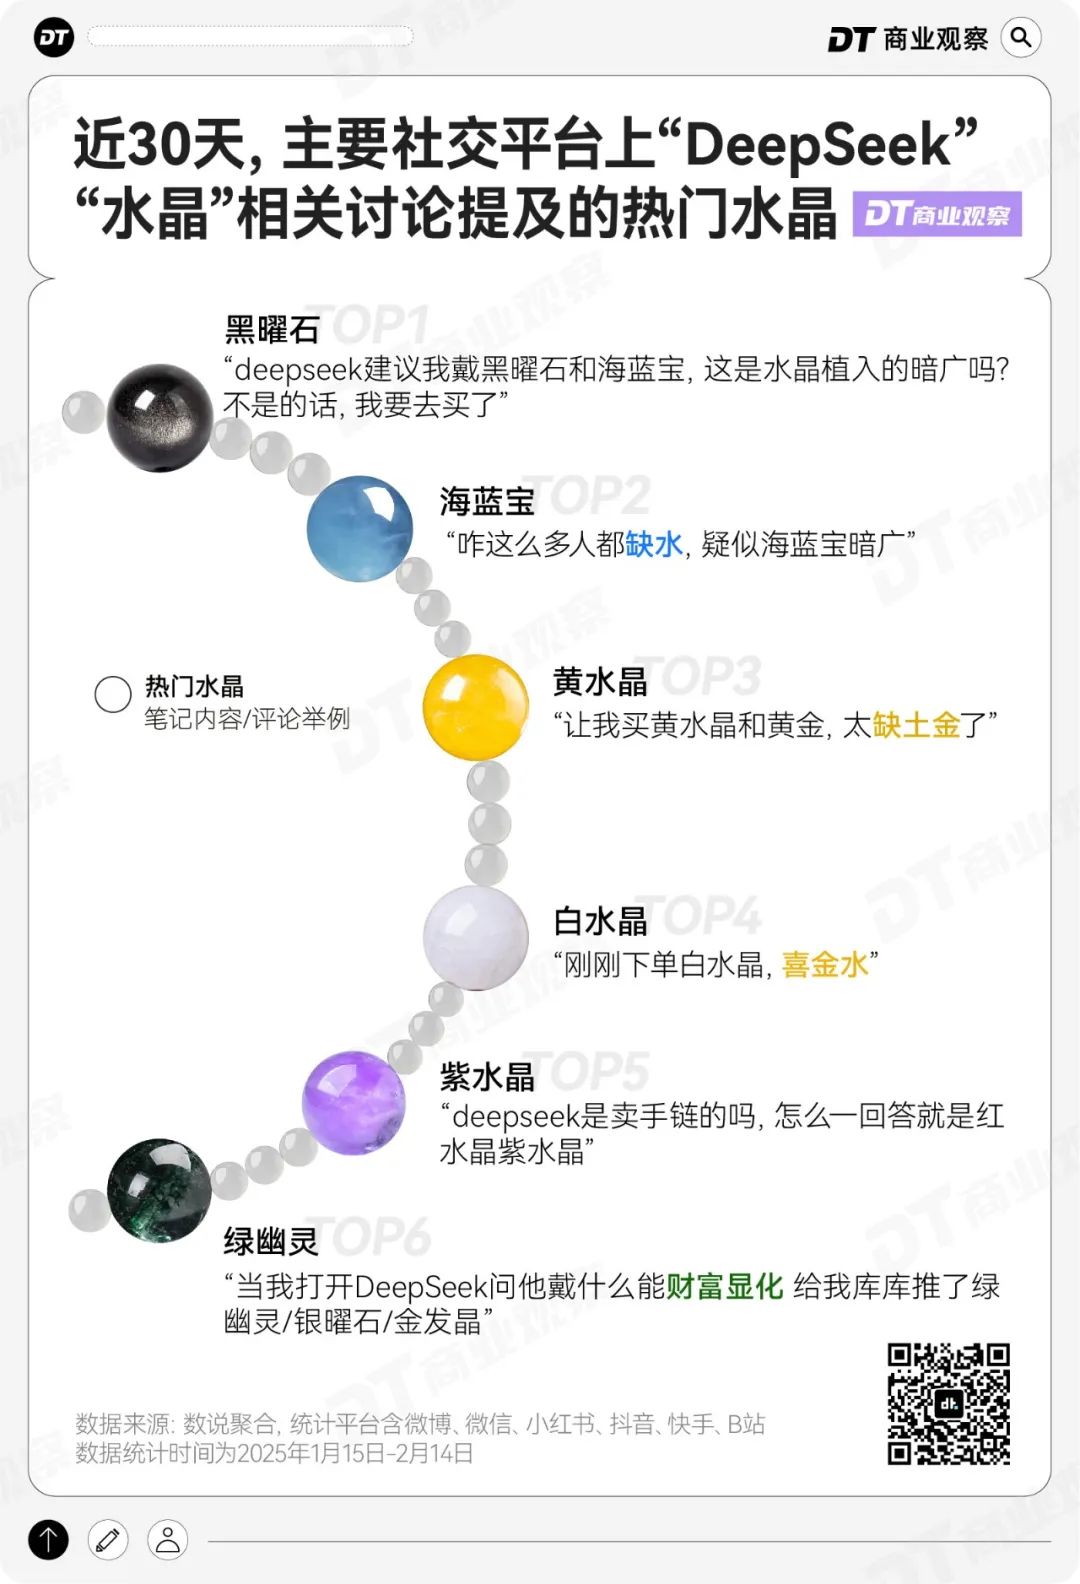 DT
DT 商业观察
近30天, 主要社交平台上“DeepSeek”
“水晶”相关讨论提及的热门水晶
DT商业观察
TOP1
黑曜石
“deepseek建议我戴黑曜石和海蓝宝, 这是水晶植入的暗广吗?
不是的话, 我要去买了”
TOP2
海蓝宝
“咋这么多人都缺水, 疑似海蓝宝暗广”
热门水晶
笔记内容/评论举例
TOP3
黄水晶
“让我买黄水晶和黄金, 太缺土金了”
TOP4
白水晶
“刚刚下单白水晶, 喜金水”
TOP5
紫水晶
“deepseek是卖手链的吗, 怎么一回答就是红
水晶紫水晶”
TOP6
绿幽灵
“当我打开DeepSeek问他戴什么能财富显化 给我库库推了绿
幽灵/银曜石/金发晶”
dt.
数据来源: 数说聚合, 统计平台含微博、微信、小红书、抖音、快手、B站
数据统计时间为2025年1月15日-2月14日